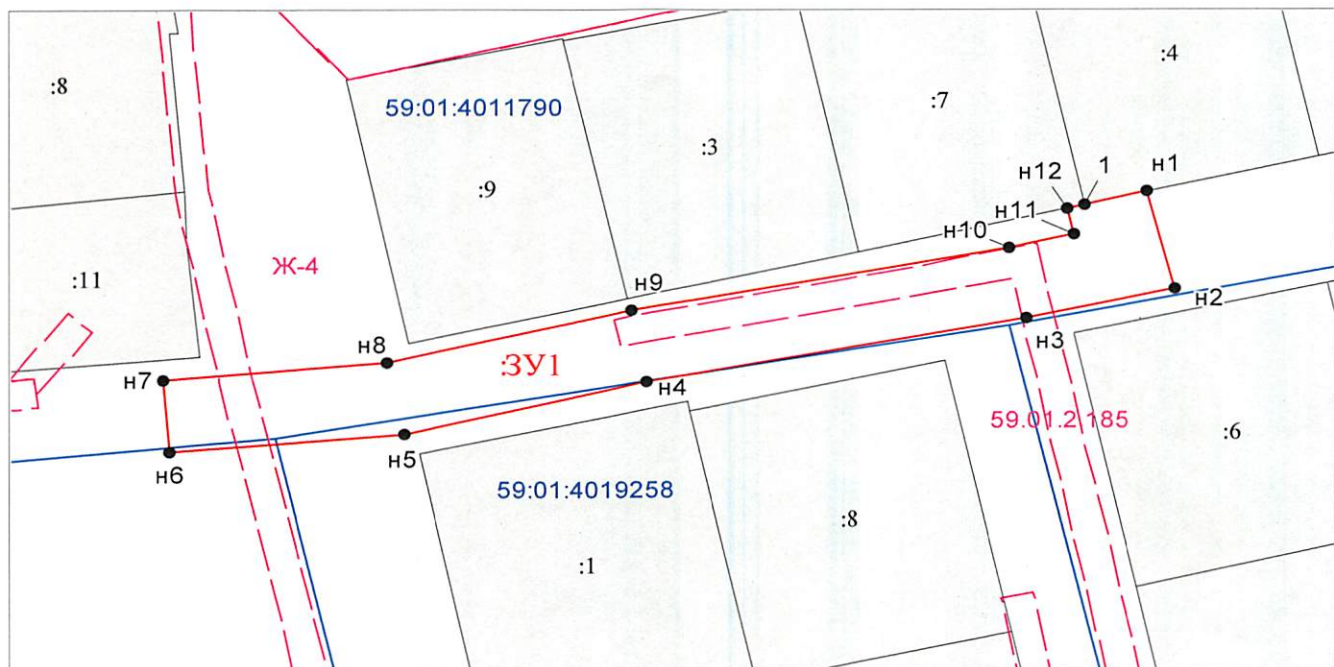 :4
:8
:7
59:01:4011790
:3
:9
н12
1
н1
н11
н10
Ж-4
:11
н2
н9
н3
н8
:ЗУ1
н7
н4
59.01.2.185
:6
н5
н6
59:01:4019258
:8
:1